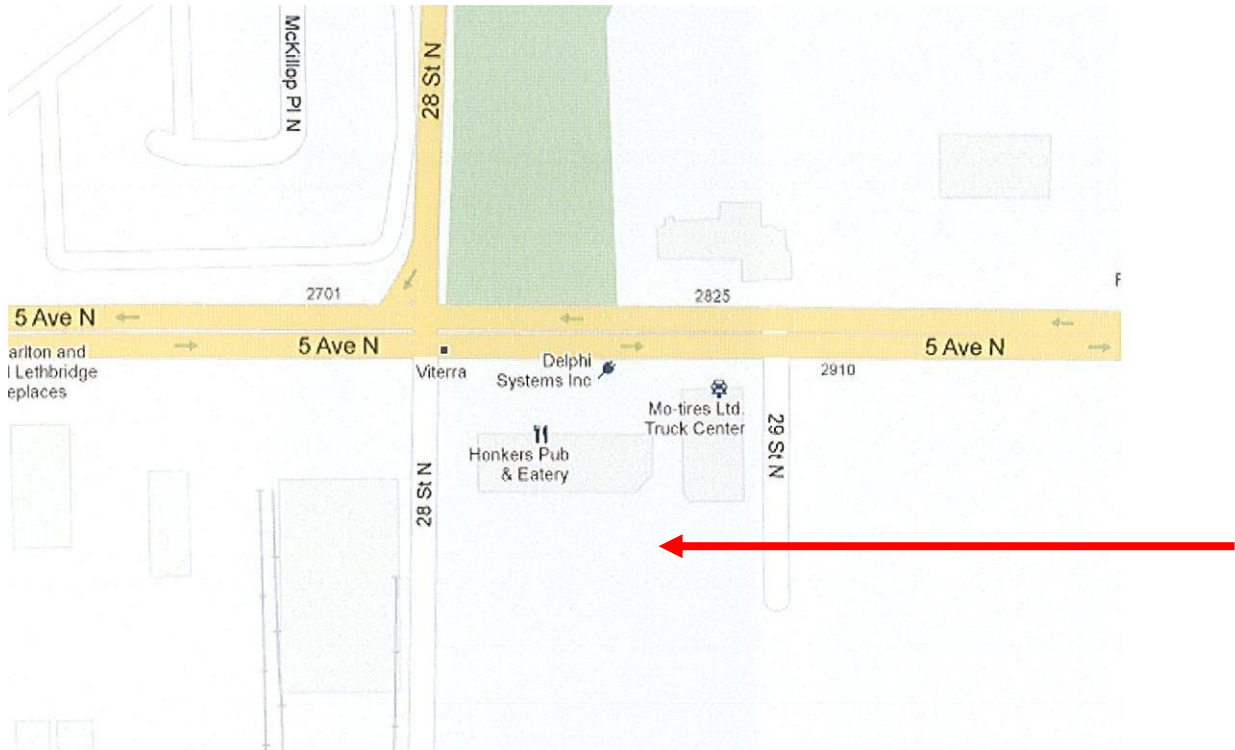 McKillop Pl N
28 St N
2701
2825
5 Ave N
5 Ave N
5 Ave N
arlton and
Lethbridge
eplaces
Viterra
Delphi
Systems Inc
2910
Mo-tires Ltd.
Truck Center
29 St N
Honkers Pub
& Eatery
28 St N